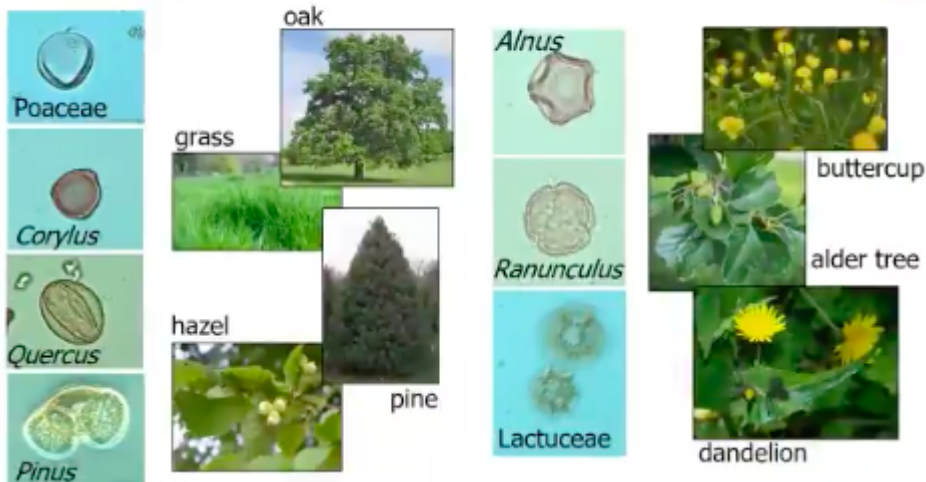 oak
Poaceae
grass
Corylus
Quercus
hazel
pine
Pinus
Alnus
buttercup
Ranunculus
alder tree
Lactuceae
dandelion